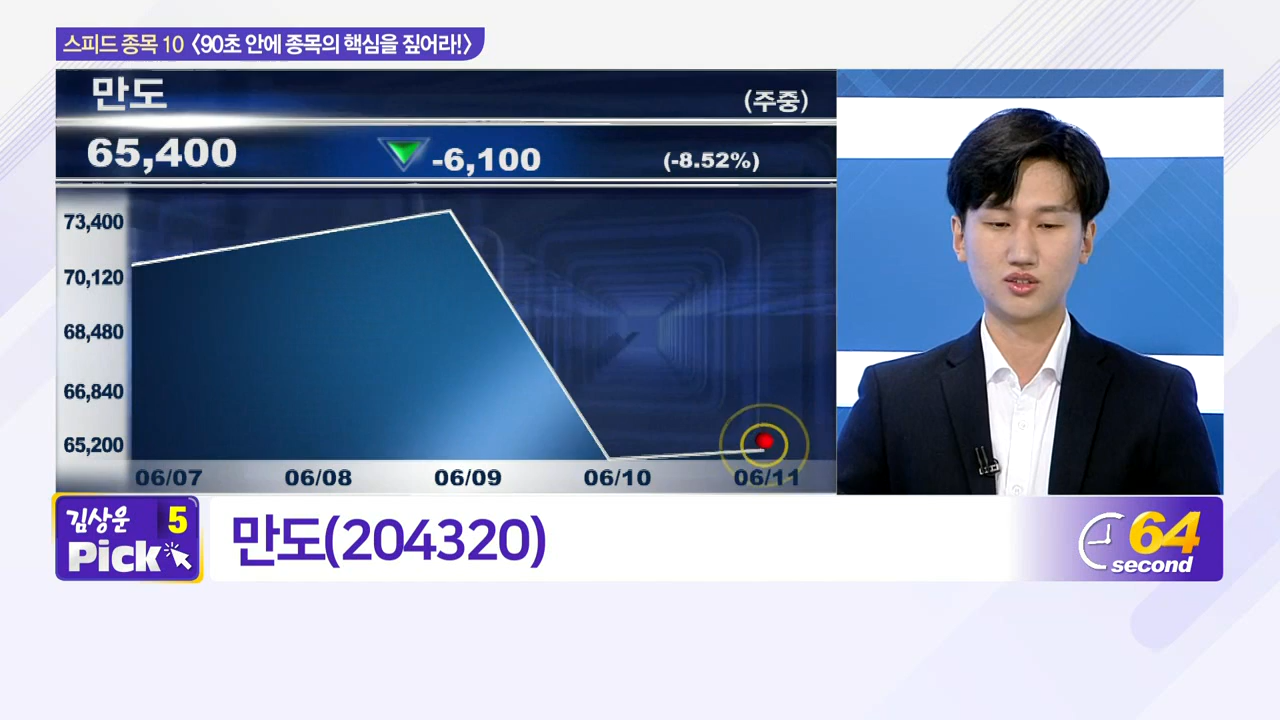 스피드 종목 10 <90초 안에 종목의 핵심을 짚어라!>
만도
(주중)
65,400 -6,100 (-8.52%)
73,400
70,120
68,480
66,840
65,200
06/07 06/08 06/09 06/10 06/11
김상운 5
Pick
만도(204320)
64
second